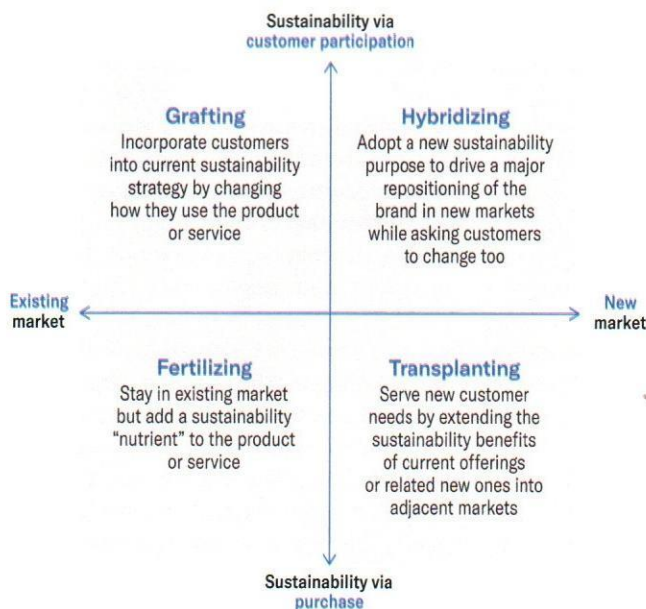 Sustainability via
customer participation
Grafting
Incorporate customers
into current sustainability
strategy by changing
how they use the product
or service
Hybridizing
Adopt a new sustainability
purpose to drive a major
repositioning of the
brand in new markets
while asking customers
to change too
Existing
market
New
market
Fertilizing
Stay in existing market
but add a sustainability
“nutrient” to the product
or service
Transplanting
Serve new customer
needs by extending the
sustainability benefits
of current offerings
or related new ones into
adjacent markets
Sustainability via
purchase